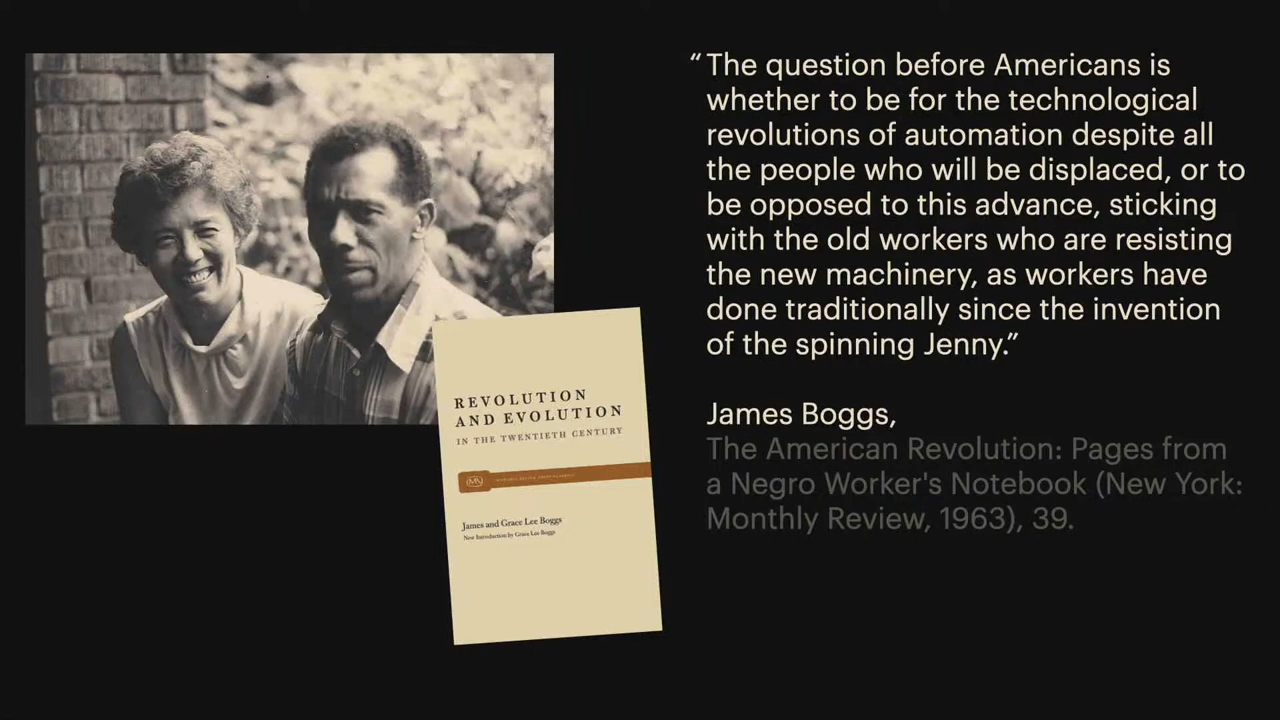 “The question before Americans is
whether to be for the technological
revolutions of automation despite all
the people who will be displaced, or to
be opposed to this advance, sticking
with the old workers who are resisting
the new machinery, as workers have
done traditionally since the invention
of the spinning Jenny.”
James Boggs,
The American Revolution: Pages from
a Negro Worker's Notebook (New York:
Monthly Review, 1963), 39.
REVOLUTION
AND EVOLUTION
IN THE TWENTIETH CENTURY
James and Grace Lee Boggs
New Introduction by Grace Lee Boggs